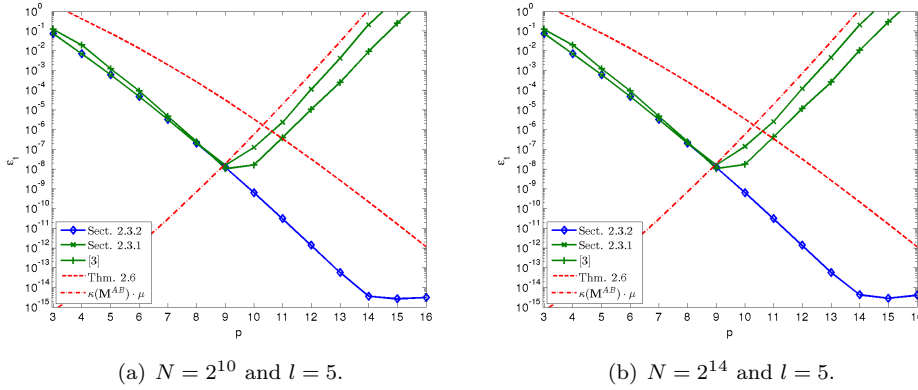 10^0
10^-1
10^-2
10^-3
10^-4
10^-5
10^-6
10^-7
10^-8
10^-9
10^-10
10^-11
10^-12
10^-13
10^-14
10^-15
ε_f
Sect. 2.3.2
Sect. 2.3.1
[3]
Thm. 2.6
κ(M^{AB}) · μ
3 4 5 6 7 8 9 10 11 12 13 14 15 16
p
(a) N = 2^10 and l = 5.
10^0
10^-1
10^-2
10^-3
10^-4
10^-5
10^-6
10^-7
10^-8
10^-9
10^-10
10^-11
10^-12
10^-13
10^-14
10^-15
ε_f
Sect. 2.3.2
Sect. 2.3.1
[3]
Thm. 2.6
κ(M^{AB}) · μ
3 4 5 6 7 8 9 10 11 12 13 14 15 16
p
(b) N = 2^14 and l = 5.